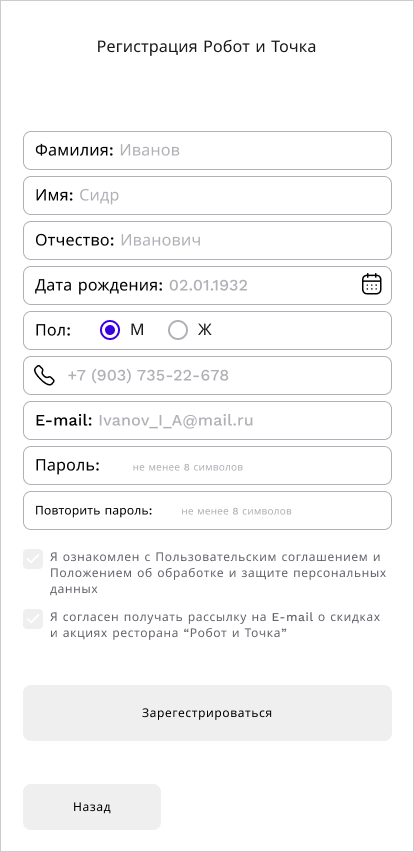 Регистрация Робот и Точка
Фамилия: Иванов
Имя: Сидр
Отчество: Иванович
Дата рождения: 02.01.1932
Пол: М Ж
+7 (903) 735-22-678
E-mail: Ivanov_I_A@mail.ru
Пароль: не менее 8 символов
Повторить пароль: не менее 8 символов
Я ознакомлен с Пользовательским соглашением и
Положением об обработке и защите персональных
данных
Я согласен получать рассылку на E-mail о скидках
и акциях ресторана “Робот и Точка”
Зарегестрироваться
Назад